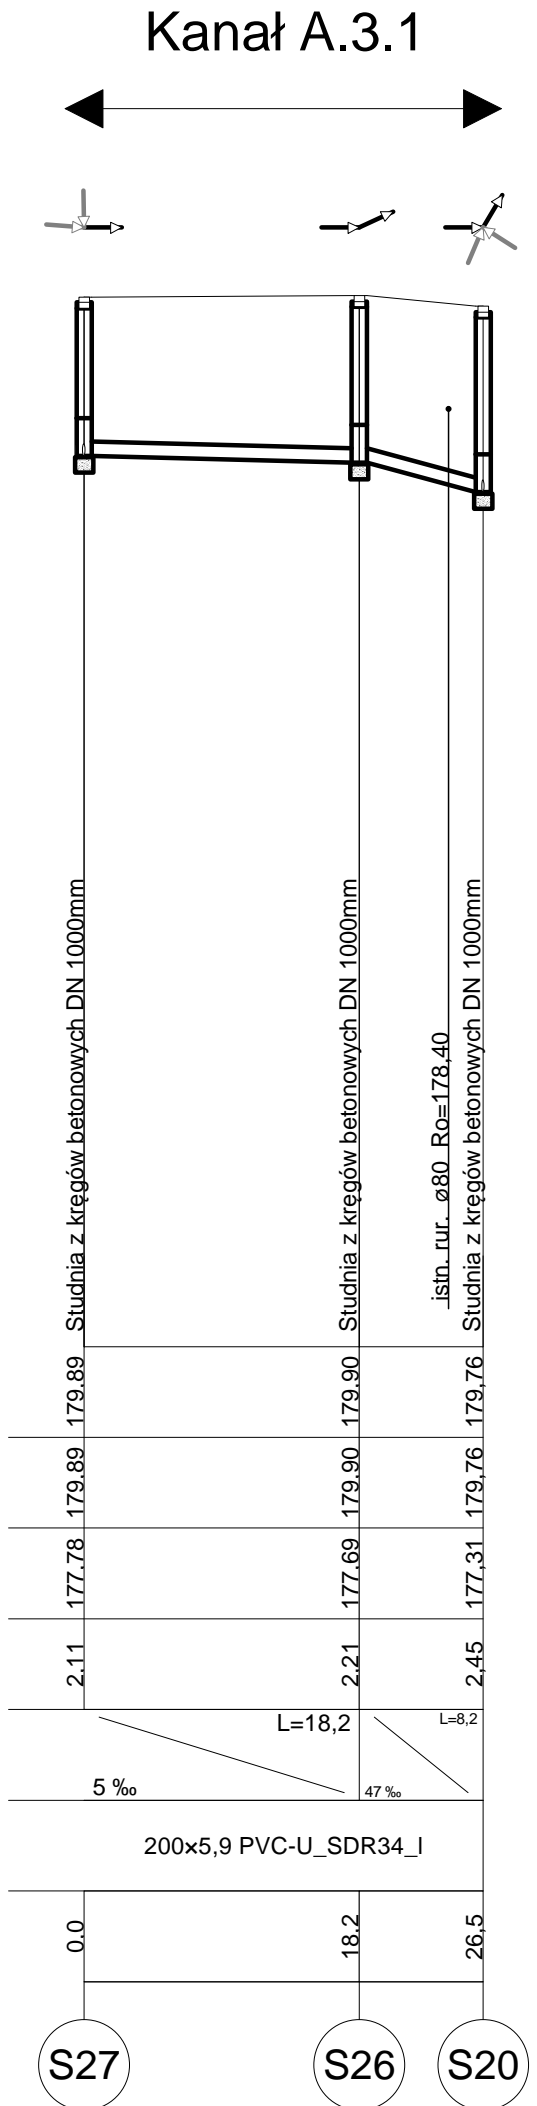 Kanał A.3.1
Studnia z kręgów betonowych DN 1000mm
Studnia z kręgów betonowych DN 1000mm
istn. rur. ø80 Ro=178,40
Studnia z kręgów betonowych DN 1000mm
179.89 179.90 179,76
179.89 179.90 179,76
177.78 177.69 177,31
2.11 2.21 2,45
L=18,2 L=8,2
5 ‰ 47 ‰
200×5,9 PVC-U_SDR34_l
0.0 18.2 26,5
S27 S26 S20